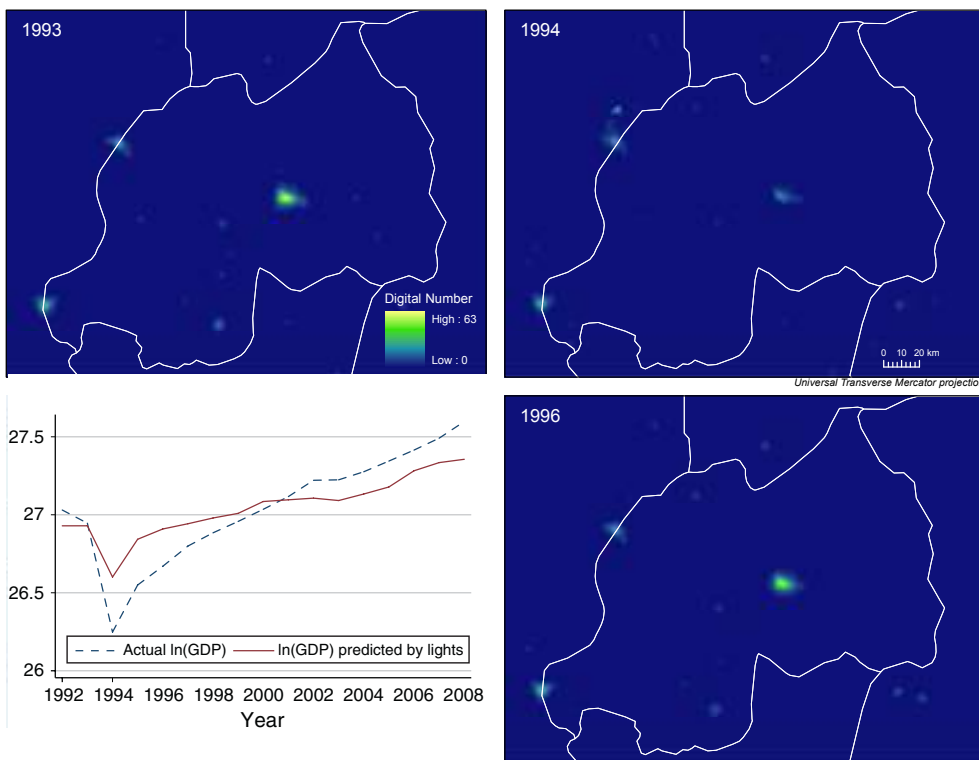 1993
Digital Number
High : 63
Low : 0
1994
0 10 20 km
Universal Transverse Mercator projectio
27.5
27
26.5
26
Actual ln(GDP) ln(GDP) predicted by lights
1992 1994 1996 1998 2000 2002 2004 2006 2008
Year
1996